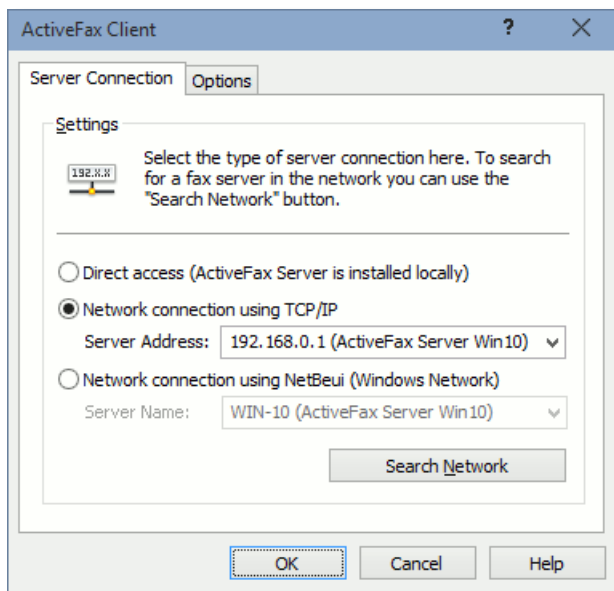 ActiveFax Client
?
Server Connection
Options
Settings
192.X.X
Select the type of server connection here. To search
for a fax server in the network you can use the
"Search Network" button.
Direct access (ActiveFax Server is installed locally)
Network connection using TCP/IP
Server Address: 192.168.0.1 (ActiveFax Server Win10)
Network connection using NetBeui (Windows Network)
Server Name: WIN-10 (ActiveFax Server Win10)
Search Network
OK Cancel Help